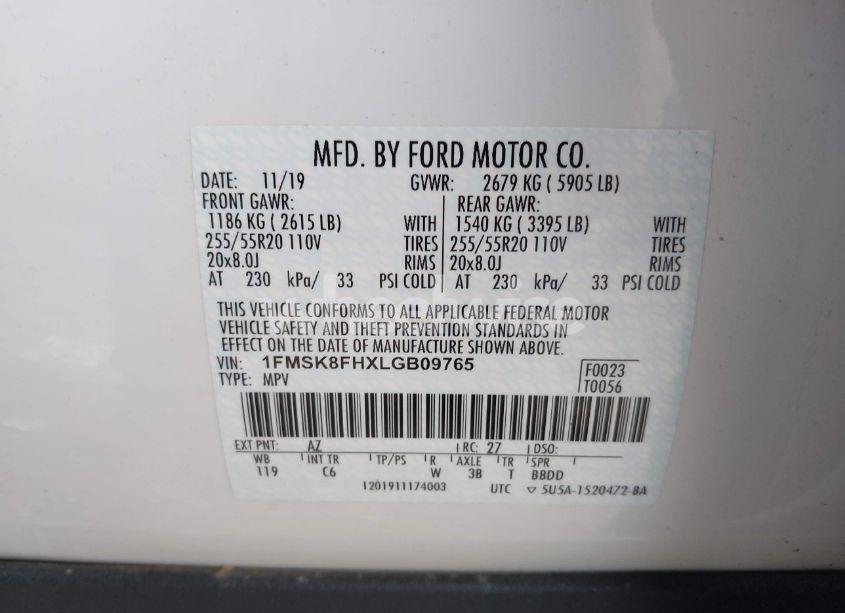 MFD. BY FORD MOTOR CO.
DATE: 11/19 GVWR: 2679 KG ( 5905 LB)
FRONT GAWR: REAR GAWR:
1186 KG ( 2615 LB) WITH 1540 KG ( 3395 LB) WITH
255/55R20 110V TIRES 255/55R20 110V TIRES
20x8.0J RIMS 20x8.0J RIMS
AT 230 kPa/ 33 PSI COLD AT 230 kPa/ 33 PSI COLD
THIS VEHICLE CONFORMS TO ALL APPLICABLE FEDERAL MOTOR
VEHICLE SAFETY AND THEFT PREVENTION STANDARDS IN
EFFECT ON THE DATE OF MANUFACTURE SHOWN ABOVE.
VIN: 1FMSK8FHXLGB09765 F0023
TYPE: MPV T0056
EXT PNT: AZ RC: 27 DSO:
WB INT TR TP/PS R AXLE TR SPR
119 C6 W 3B T BBDD
1201911174003 UTC ▽ 5U5A-1520472-BA